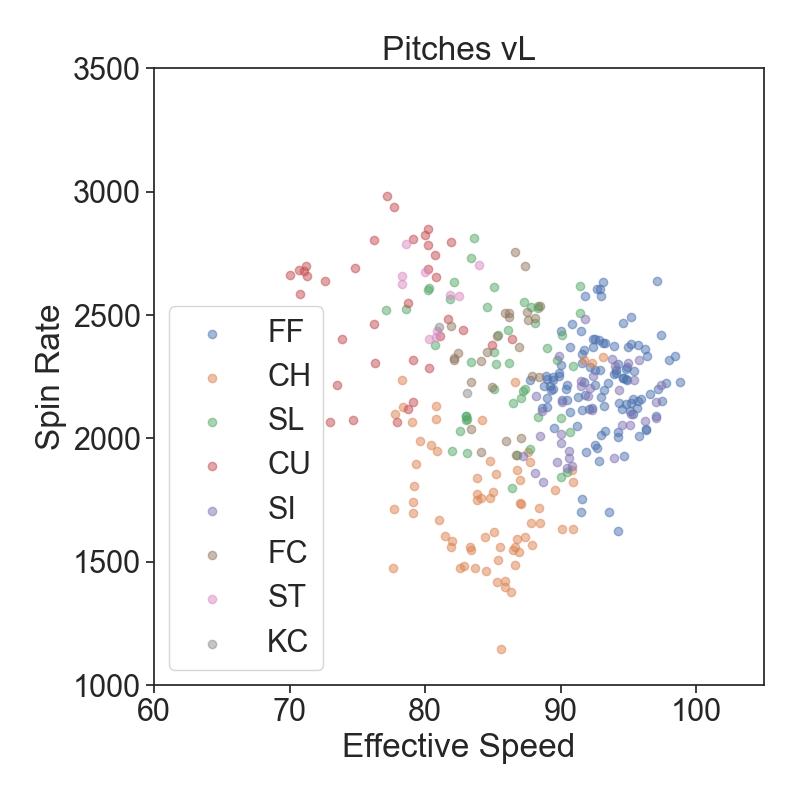 Pitches vL
3500
3000
2500
2000
1500
1000
Spin Rate
FF
CH
SL
CU
SI
FC
ST
KC
60 70 80 90 100
Effective Speed